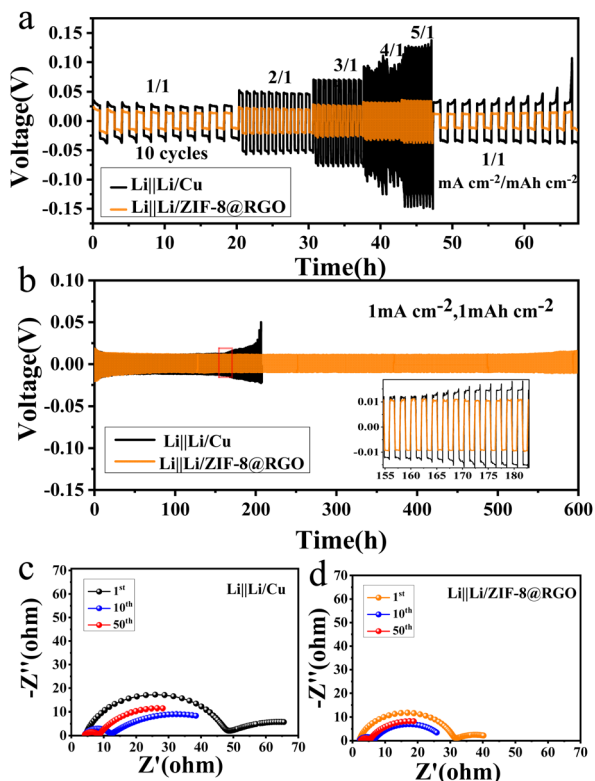 a
Voltage(V)
0.15
0.10
0.05
0.00
-0.05
-0.10
-0.15
1/1
2/1
3/1
4/1
5/1
10 cycles
1/1
mA cm-2/mAh cm-2
Li||Li/Cu
Li||Li/ZIF-8@RGO
0 10 20 30 40 50 60
Time(h)
b
Voltage(V)
0.10
0.05
0.00
-0.05
-0.10
-0.15
1mA cm-2,1mAh cm-2
Li||Li/Cu
Li||Li/ZIF-8@RGO
0.01
0.00
-0.01
155 160 165 170 175 180
0 100 200 300 400 500 600
Time(h)
c
-Z''(ohm)
70
60
50
40
30
20
10
0
1st
10th
50th
Li||Li/Cu
0 10 20 30 40 50 60 70
Z'(ohm)
d
-Z''(ohm)
70
60
50
40
30
20
10
0
1st
10th
50th
Li||Li/ZIF-8@RGO
0 10 20 30 40 50 60 70
Z'(ohm)